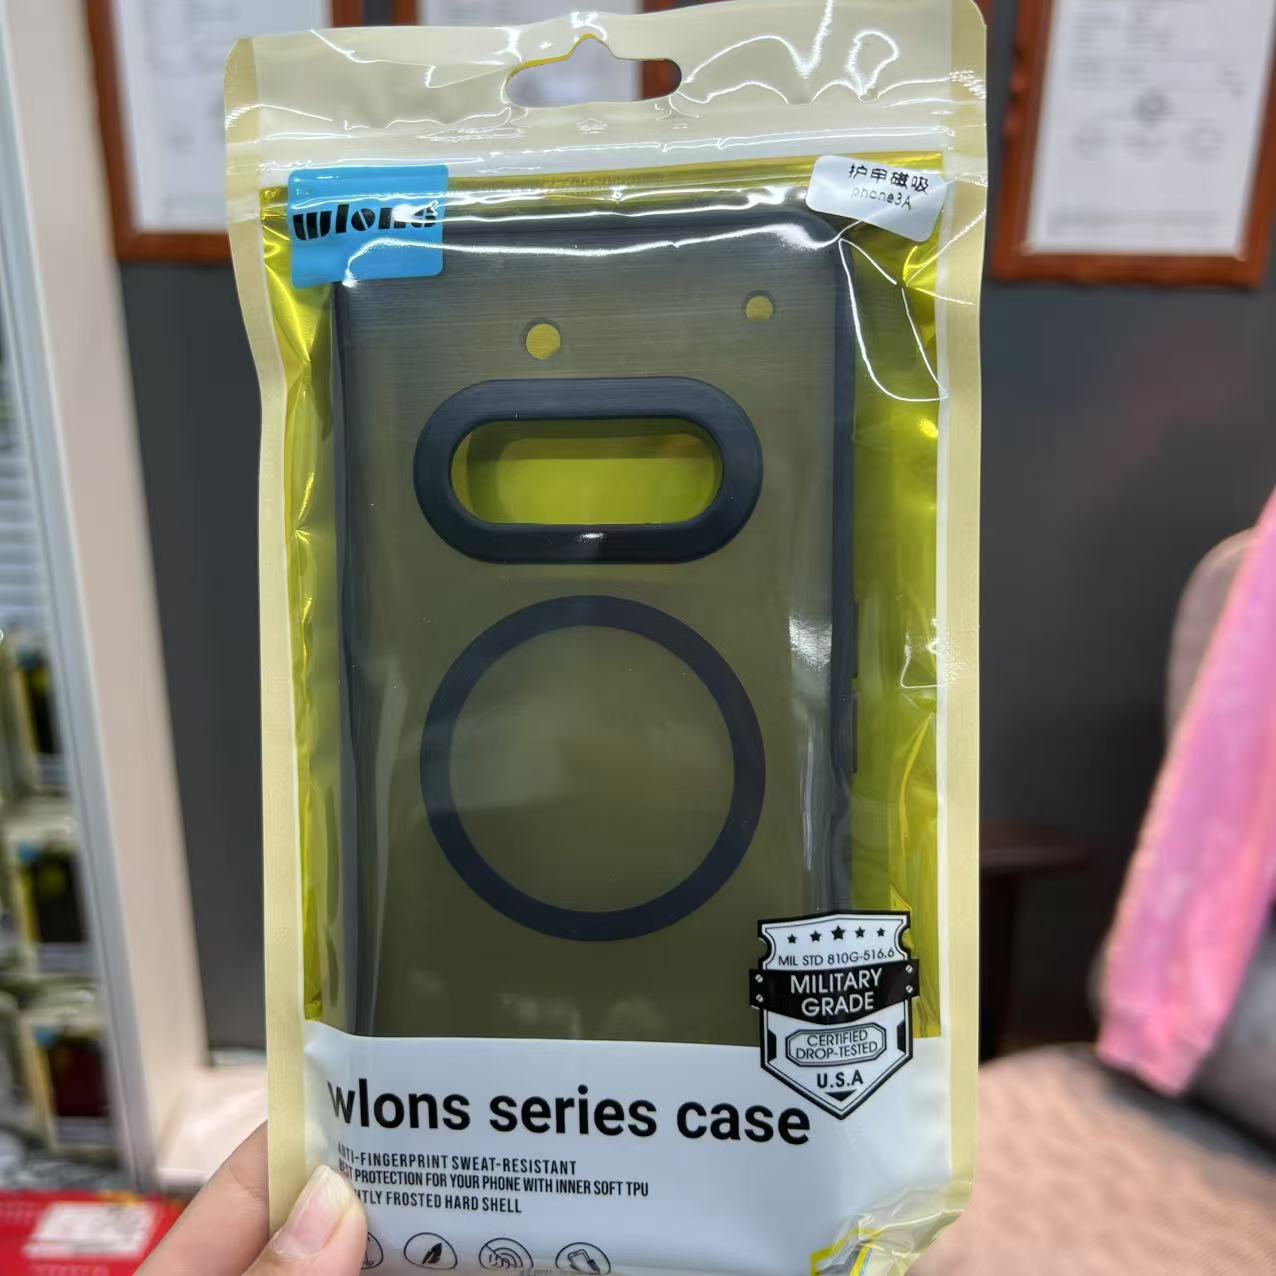 wlons
护甲磁吸
phone3A
MIL STD 810G-516.6
MILITARY
GRADE
CERTIFIED
DROP-TESTED
U.S.A
wlons series case
ANTI-FINGERPRINT SWEAT-RESISTANT
BEST PROTECTION FOR YOUR PHONE WITH INNER SOFT TPU
FROSTED HARD SHELL